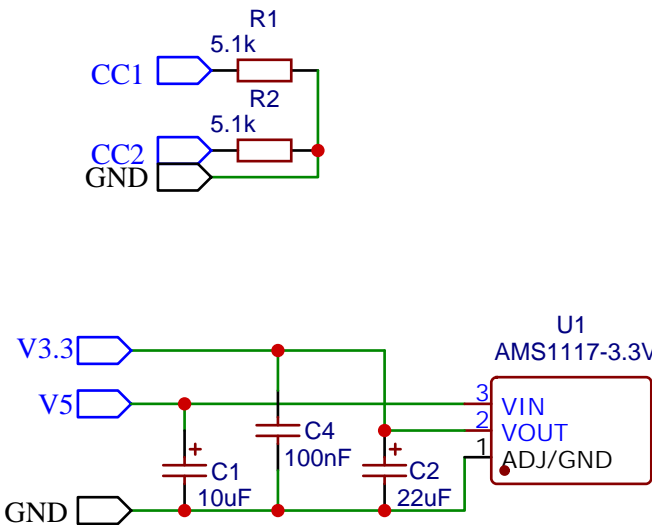 R1
5.1k
CC1
R2
5.1k
CC2
GND
U1
AMS1117-3.3V
V3.3
V5
3 VIN
2 VOUT
1 ADJ/GND
C4
100nF
+ C1
10uF
+ C2
22uF
GND